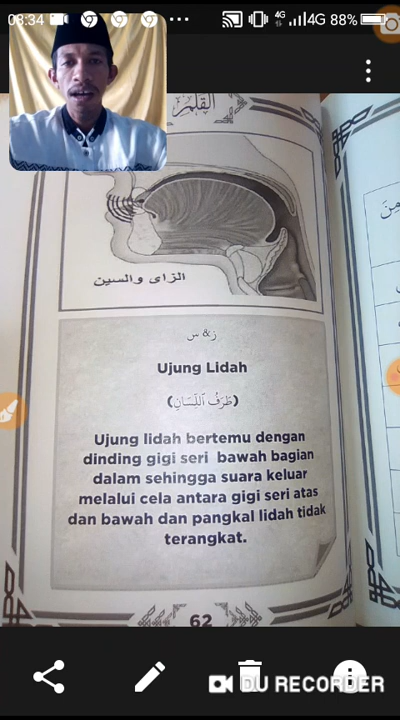 08:34
4G
4G 88%
القلم
الزاى والسين
ز & س
Ujung Lidah
(طَرَفُ ٱللِّسَانِ)
Ujung lidah bertemu dengan
dinding gigi seri bawah bagian
dalam sehingga suara keluar
melalui cela antara gigi seri atas
dan bawah dan pangkal lidah tidak
terangkat.
62
DU RECORDER